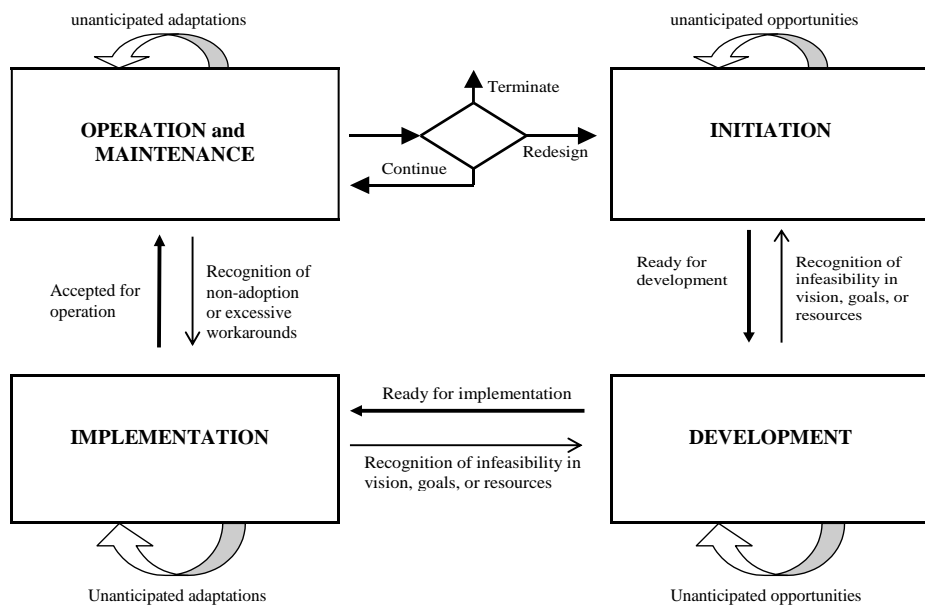 unanticipated adaptations
unanticipated opportunities
OPERATION and
MAINTENANCE
Terminate
Redesign
Continue
INITIATION
Accepted for
operation
Recognition of
non-adoption
or excessive
workarounds
Ready for
development
Recognition of
infeasibility in
vision, goals, or
resources
IMPLEMENTATION
Ready for implementation
Recognition of infeasibility in
vision, goals, or resources
DEVELOPMENT
Unanticipated adaptations
Unanticipated opportunities